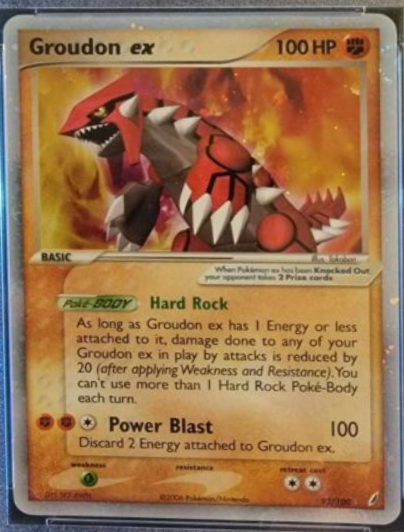 Groudon ex 100 HP
BASIC
illus. Takabon
When Pokémon-ex has been Knocked Out
your opponent takes 2 Prize cards.
Poké-BODY Hard Rock
As long as Groudon ex has 1 Energy or less
attached to it, damage done to any of your
Groudon ex in play by attacks is reduced by
20 (after applying Weakness and Resistance). You
can't use more than 1 Hard Rock Poké-Body
each turn.
Power Blast 100
Discard 2 Energy attached to Groudon ex.
weakness resistance retreat cost
©2006 Pokémon/Nintendo